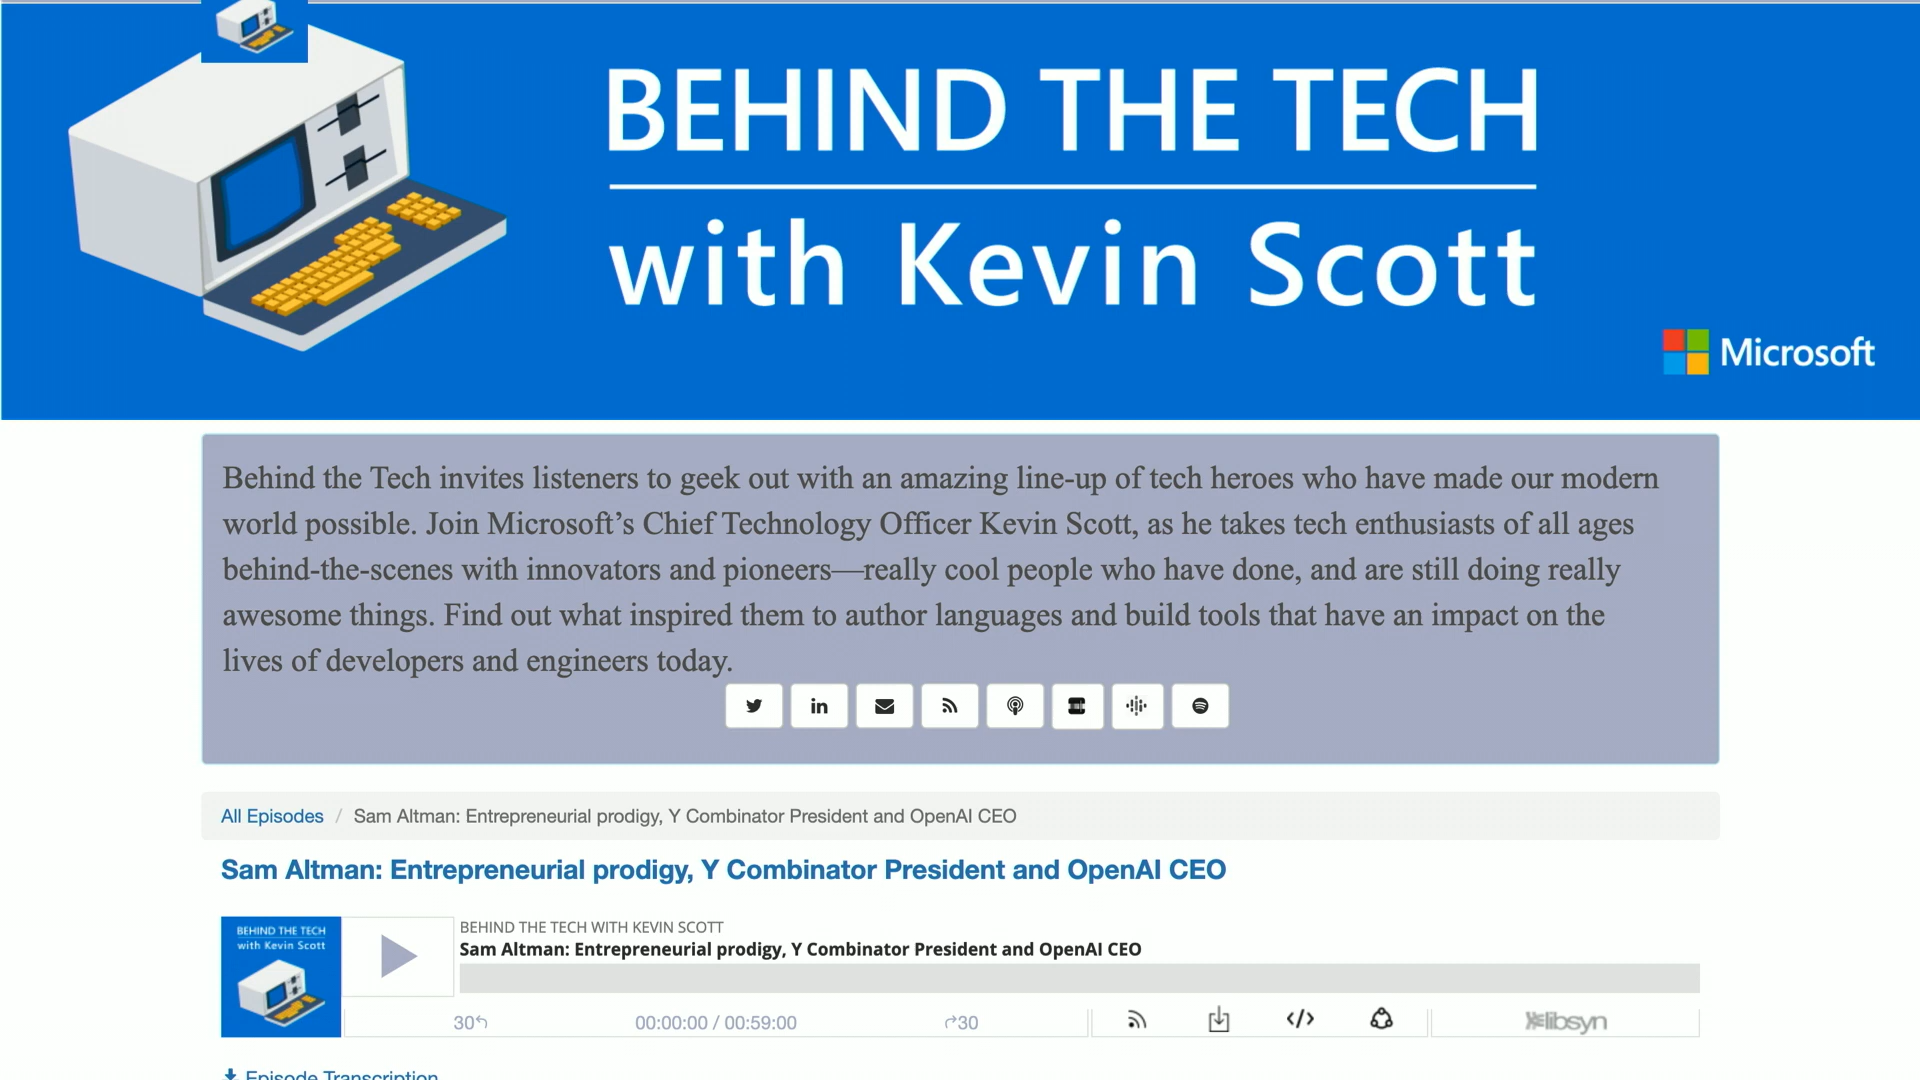 BEHIND THE TECH
with Kevin Scott
Microsoft
Behind the Tech invites listeners to geek out with an amazing line-up of tech heroes who have made our modern
world possible. Join Microsoft’s Chief Technology Officer Kevin Scott, as he takes tech enthusiasts of all ages
behind-the-scenes with innovators and pioneers—really cool people who have done, and are still doing really
awesome things. Find out what inspired them to author languages and build tools that have an impact on the
lives of developers and engineers today.
All Episodes / Sam Altman: Entrepreneurial prodigy, Y Combinator President and OpenAI CEO
Sam Altman: Entrepreneurial prodigy, Y Combinator President and OpenAI CEO
BEHIND THE TECH
with Kevin Scott
BEHIND THE TECH WITH KEVIN SCOTT
Sam Altman: Entrepreneurial prodigy, Y Combinator President and OpenAI CEO
30 00:00:00 / 00:59:00 30 libsyn
Episode Transcription